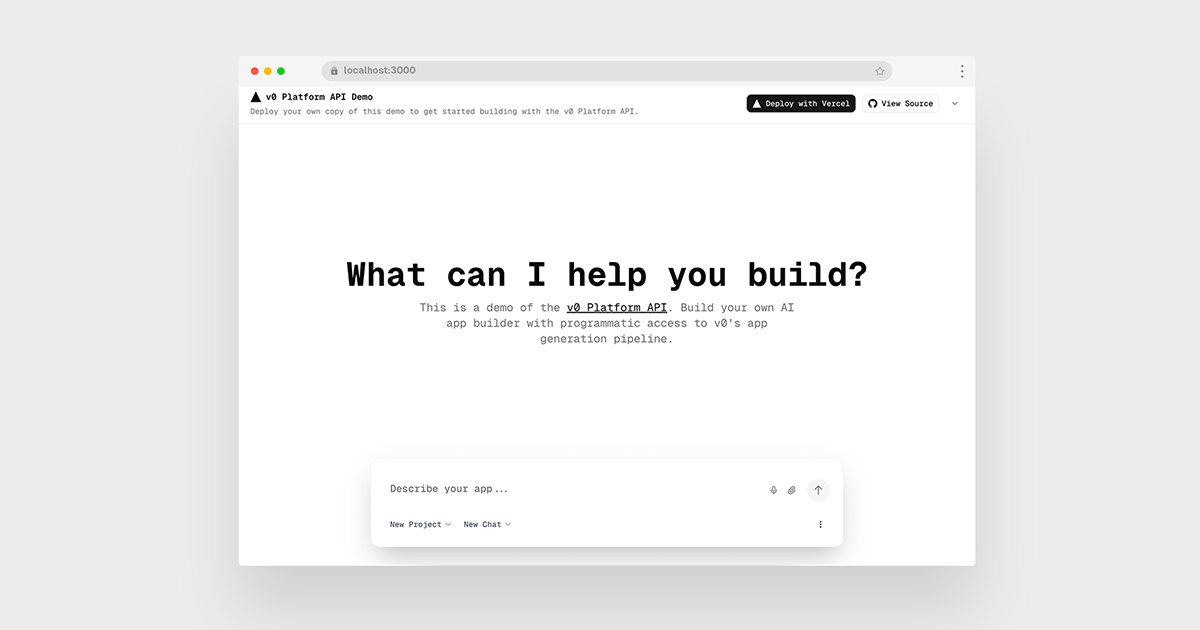 localhost:3000
v0 Platform API Demo
Deploy your own copy of this demo to get started building with the v0 Platform API.
Deploy with Vercel
View Source
What can I help you build?
This is a demo of the v0 Platform API. Build your own AI
app builder with programmatic access to v0's app
generation pipeline.
Describe your app...
New Project
New Chat